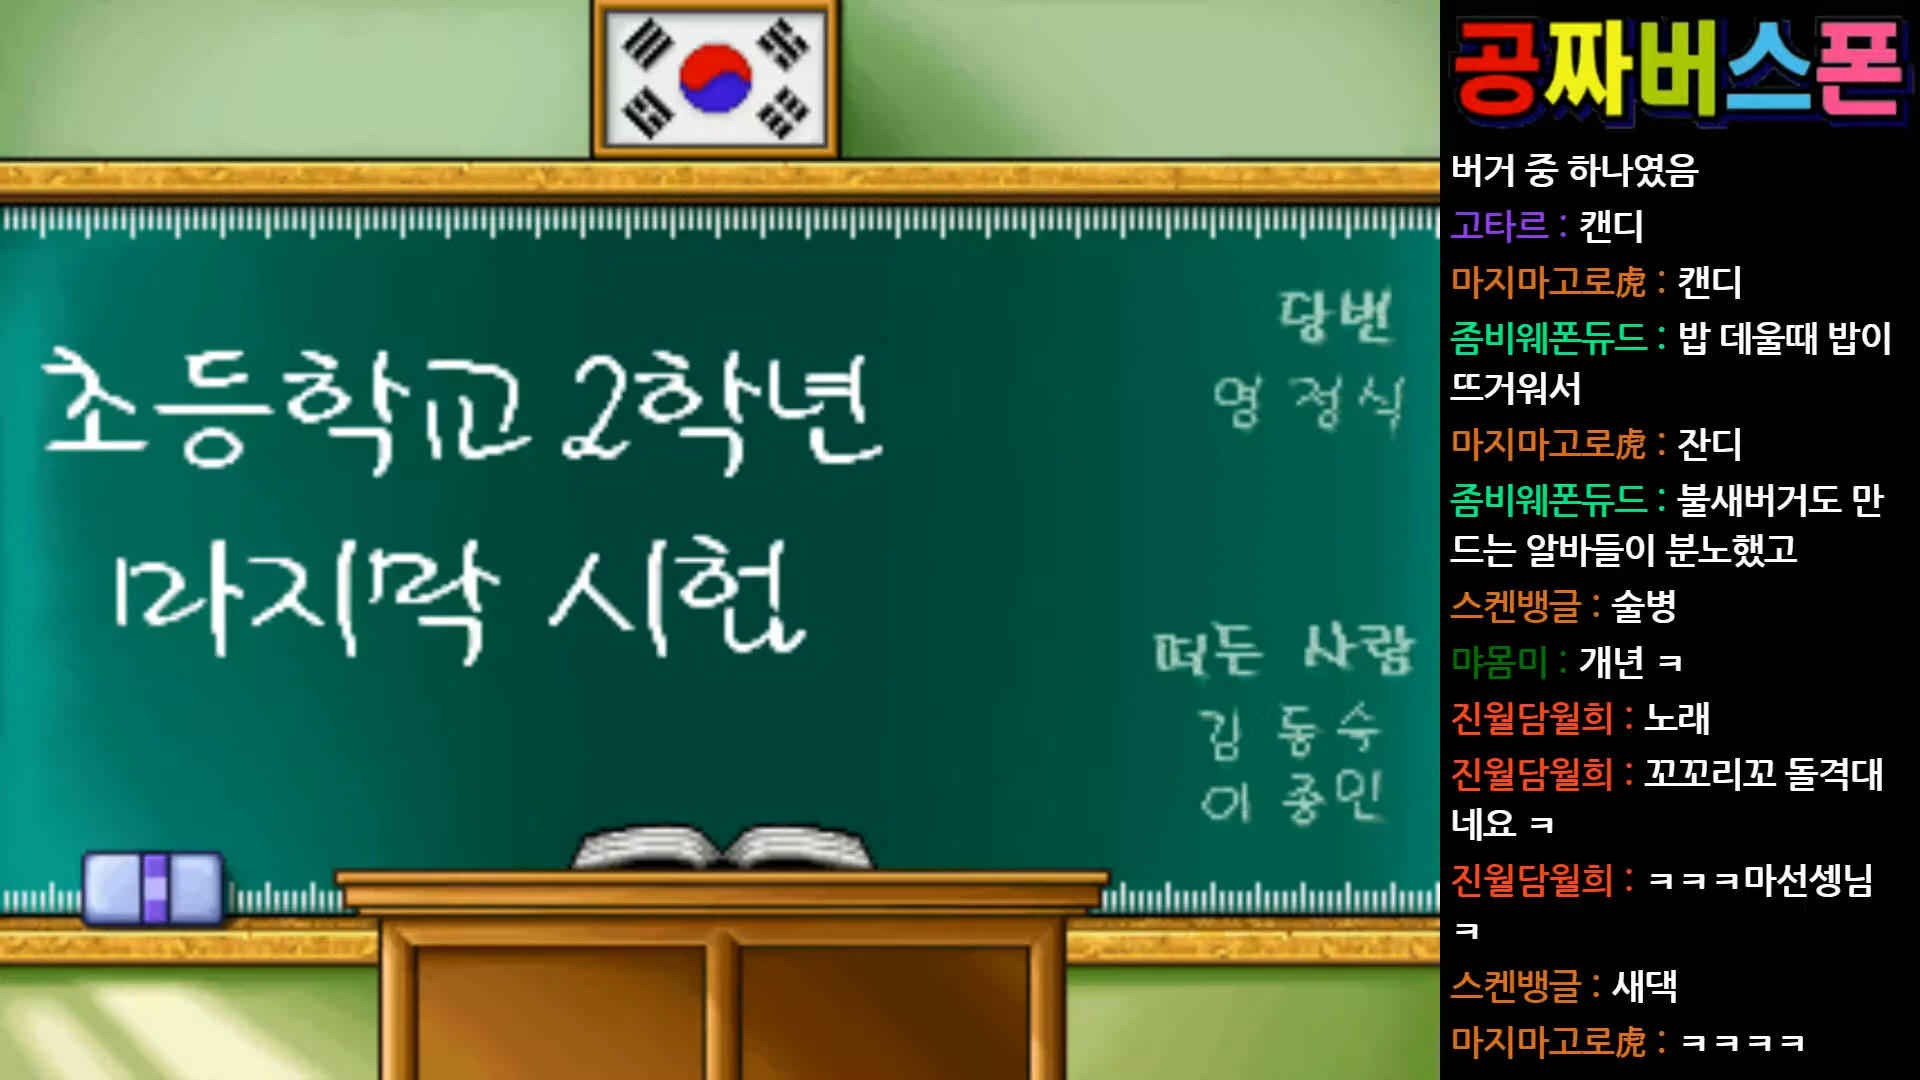 초등학교 2학년
마지막 시험
당번
영 정 식
떠든 사람
김 동 수
이 종 민
공짜버스폰
버거 중 하나였음
고타르 : 캔디
마지마고로虎 : 캔디
좀비웨폰듀드 : 밥 데울때 밥이
뜨거워서
마지마고로虎 : 잔디
좀비웨폰듀드 : 불새버거도 만
드는 알바들이 분노했고
스켄뱅글 : 술병
먀몸미 : 개년 ㅋ
진월담월희 : 노래
진월담월희 : 꼬꼬리꼬 돌격대
네요 ㅋ
진월담월희 : ㅋㅋㅋ마선셍님
ㅋ
스켄뱅글 : 새댁
마지마고로虎 : ㅋㅋㅋㅋ